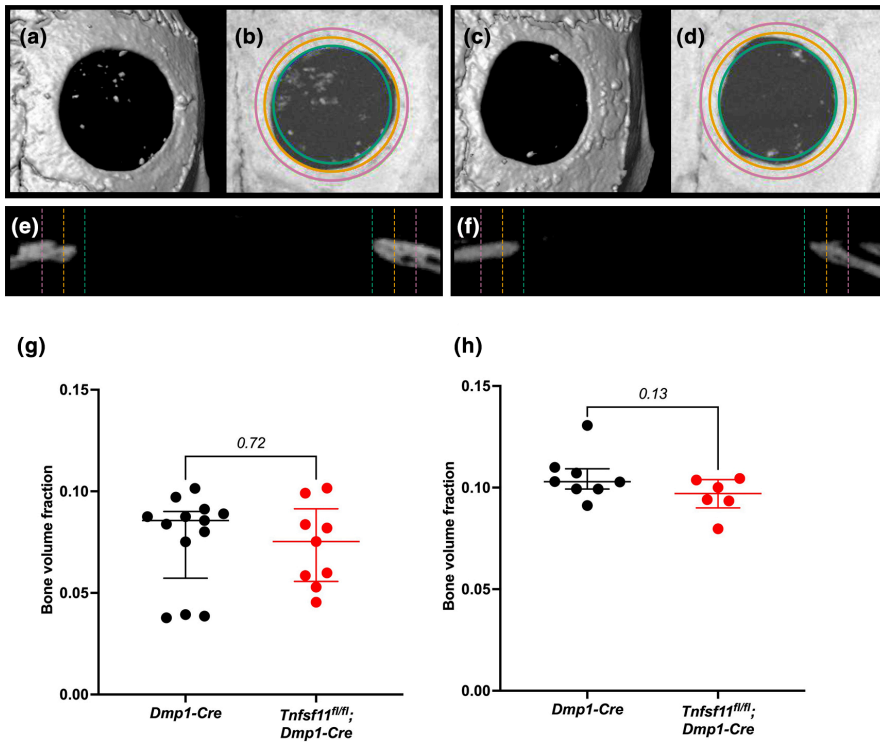 (a)
(b)
(c)
(d)
(e)
(f)
(g)
(h)
0.15
0.10
0.05
0.00
Bone volume fraction
0.72
Dmp1-Cre
Tnfsf11fl/fl;
Dmp1-Cre
0.15
0.10
0.05
0.00
Bone volume fraction
0.13
Dmp1-Cre
Tnfsf11fl/fl;
Dmp1-Cre